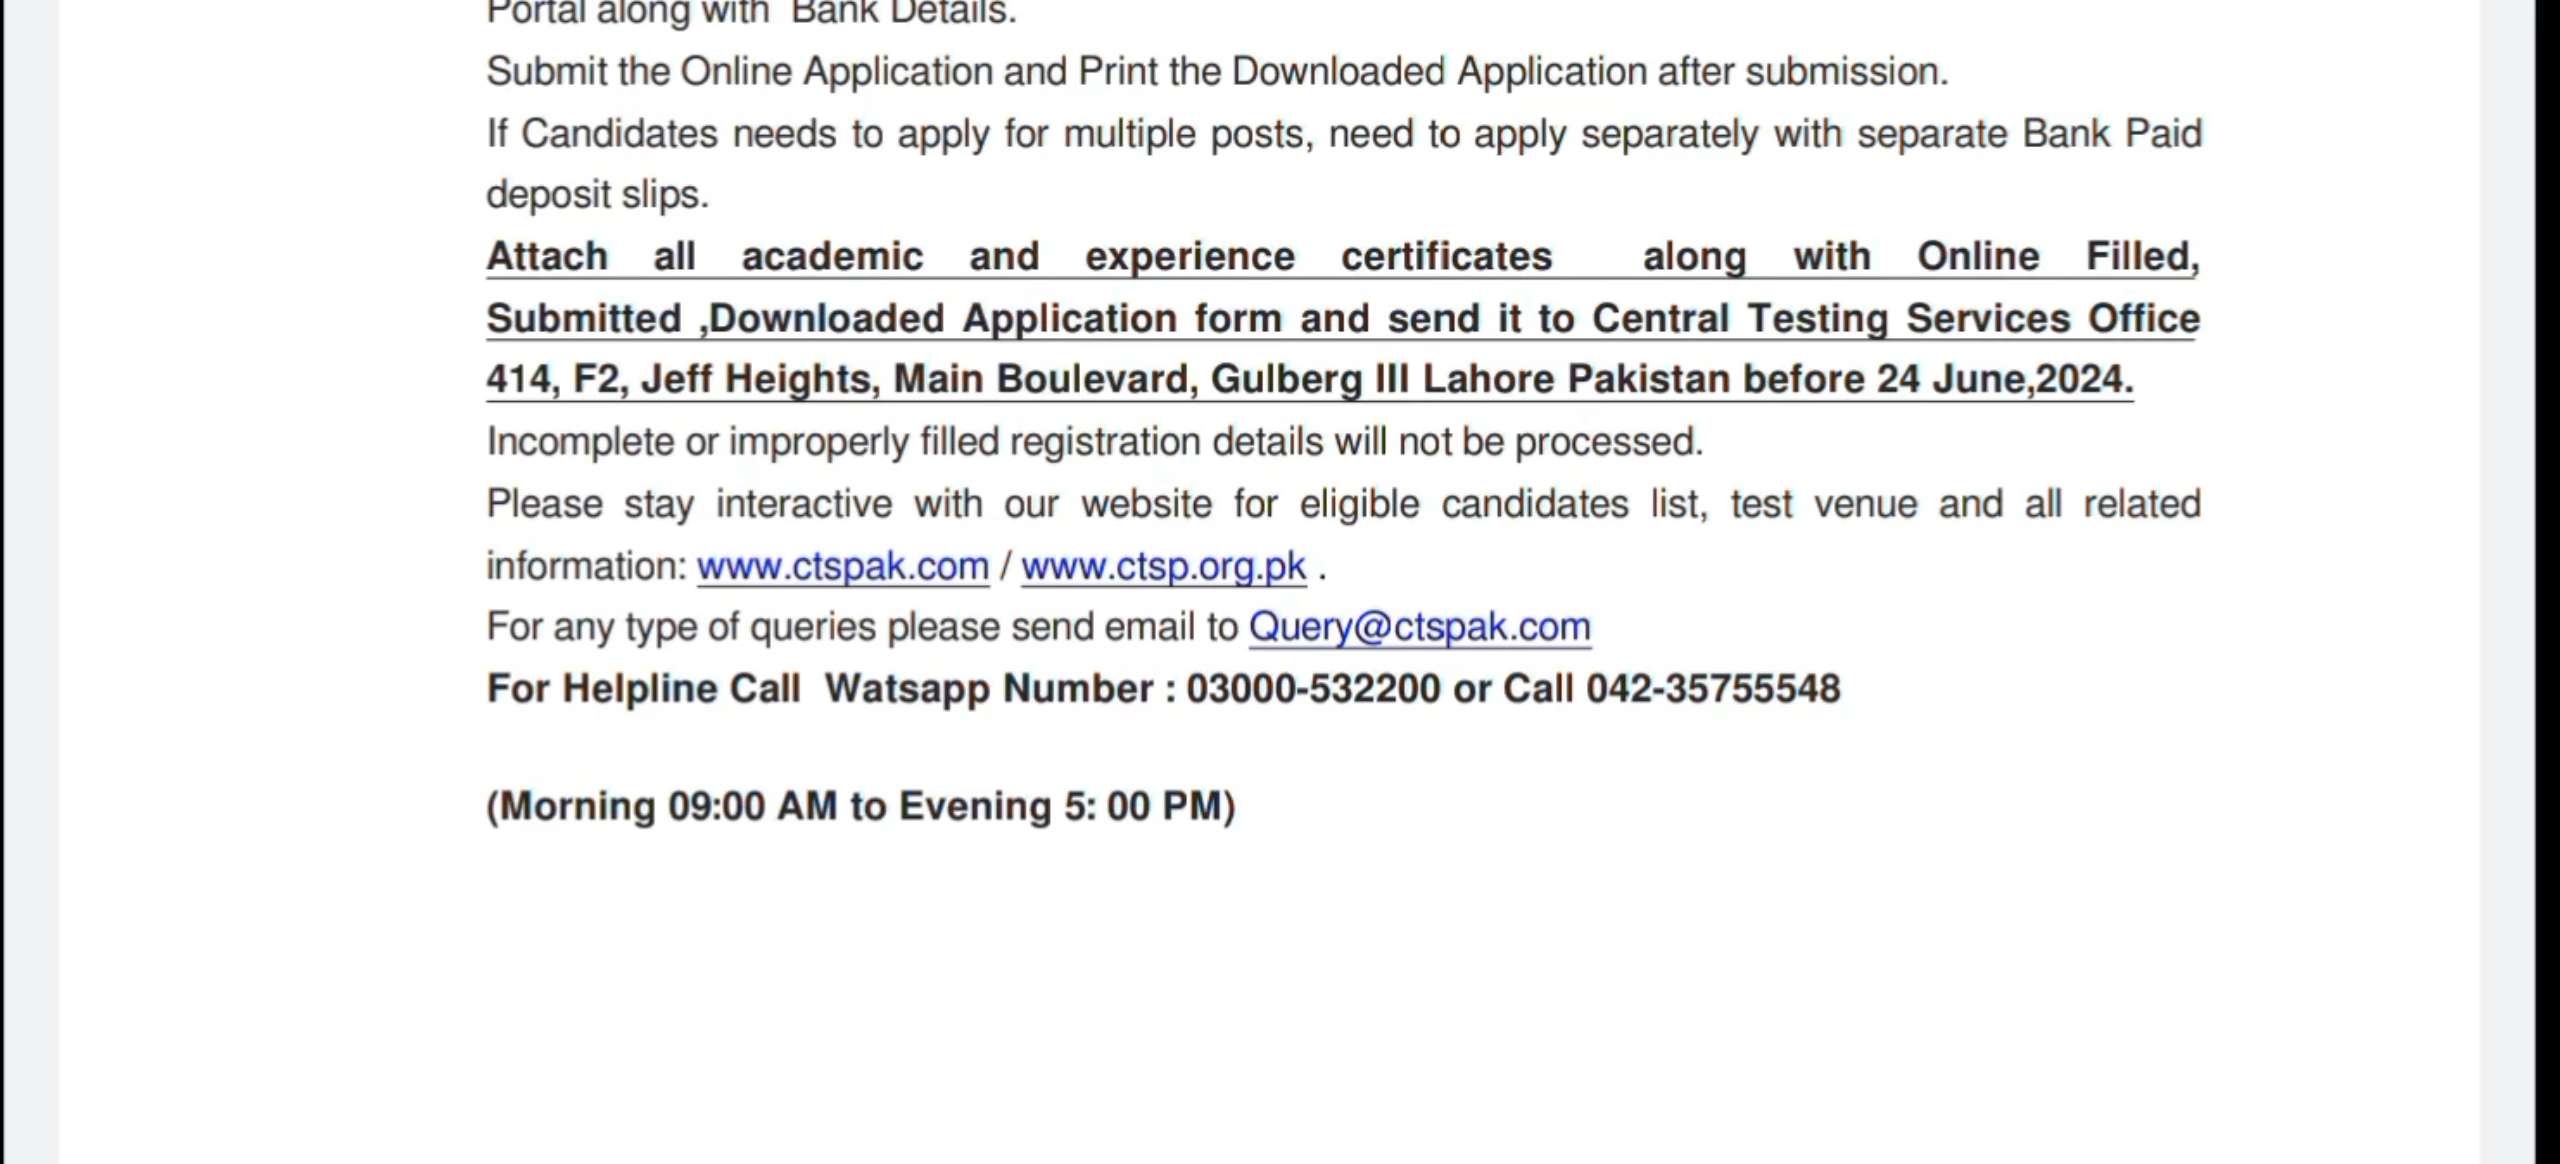 Portal along with Bank Details.
Submit the Online Application and Print the Downloaded Application after submission.
If Candidates needs to apply for multiple posts, need to apply separately with separate Bank Paid
deposit slips.
Attach all academic and experience certificates along with Online Filled,
Submitted ,Downloaded Application form and send it to Central Testing Services Office
414, F2, Jeff Heights, Main Boulevard, Gulberg III Lahore Pakistan before 24 June,2024.
Incomplete or improperly filled registration details will not be processed.
Please stay interactive with our website for eligible candidates list, test venue and all related
information: www.ctspak.com / www.ctsp.org.pk .
For any type of queries please send email to Query@ctspak.com
For Helpline Call Watsapp Number : 03000-532200 or Call 042-35755548
(Morning 09:00 AM to Evening 5: 00 PM)